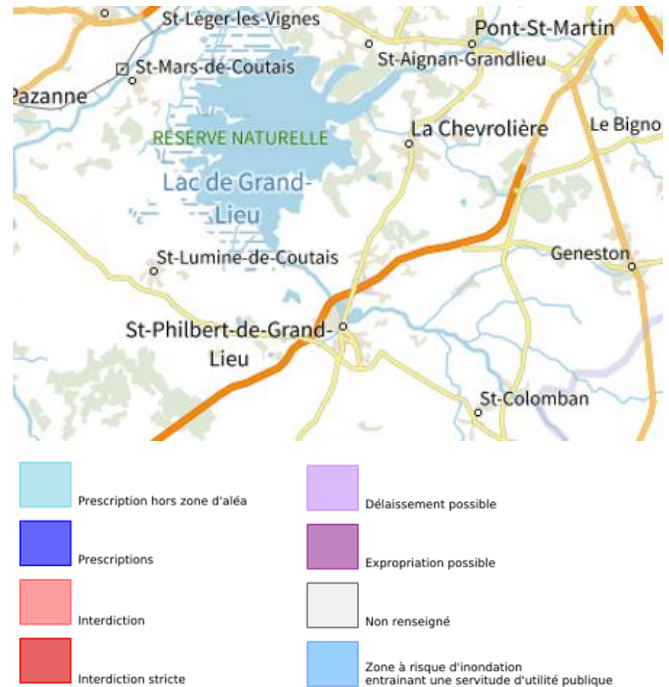 St-Léger-les-Vignes
Pont-St-Martin
St-Aignan-Grandlieu
St-Mars-de-Coutais
Pazanne
La Chevrolière
Le Bigno
RÉSERVE NATURELLE
Lac de Grand-
Lieu
St-Lumine-de-Coutais
Geneston
St-Philbert-de-Grand-
Lieu
St-Colomban
Prescription hors zone d'aléa
Prescriptions
Interdiction
Interdiction stricte
Délaissement possible
Expropriation possible
Non renseigné
Zone à risque d'inondation
entrainant une servitude d'utilité publique